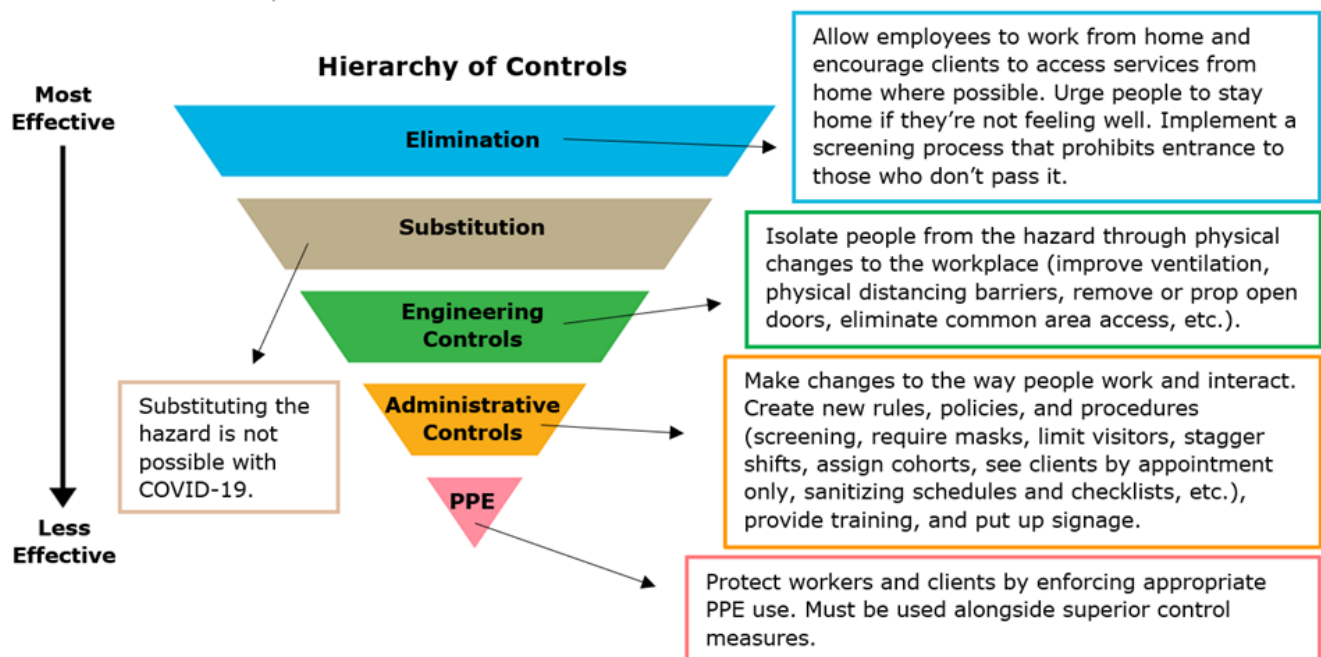 Hierarchy of Controls
Most
Effective
Less
Effective
Elimination
Allow employees to work from home and
encourage clients to access services from
home where possible. Urge people to stay
home if they’re not feeling well. Implement a
screening process that prohibits entrance to
those who don’t pass it.
Substitution
Substituting the
hazard is not
possible with
COVID-19.
Engineering
Controls
Isolate people from the hazard through physical
changes to the workplace (improve ventilation,
physical distancing barriers, remove or prop open
doors, eliminate common area access, etc.).
Administrative
Controls
Make changes to the way people work and interact.
Create new rules, policies, and procedures
(screening, require masks, limit visitors, stagger
shifts, assign cohorts, see clients by appointment
only, sanitizing schedules and checklists, etc.),
provide training, and put up signage.
PPE
Protect workers and clients by enforcing appropriate
PPE use. Must be used alongside superior control
measures.